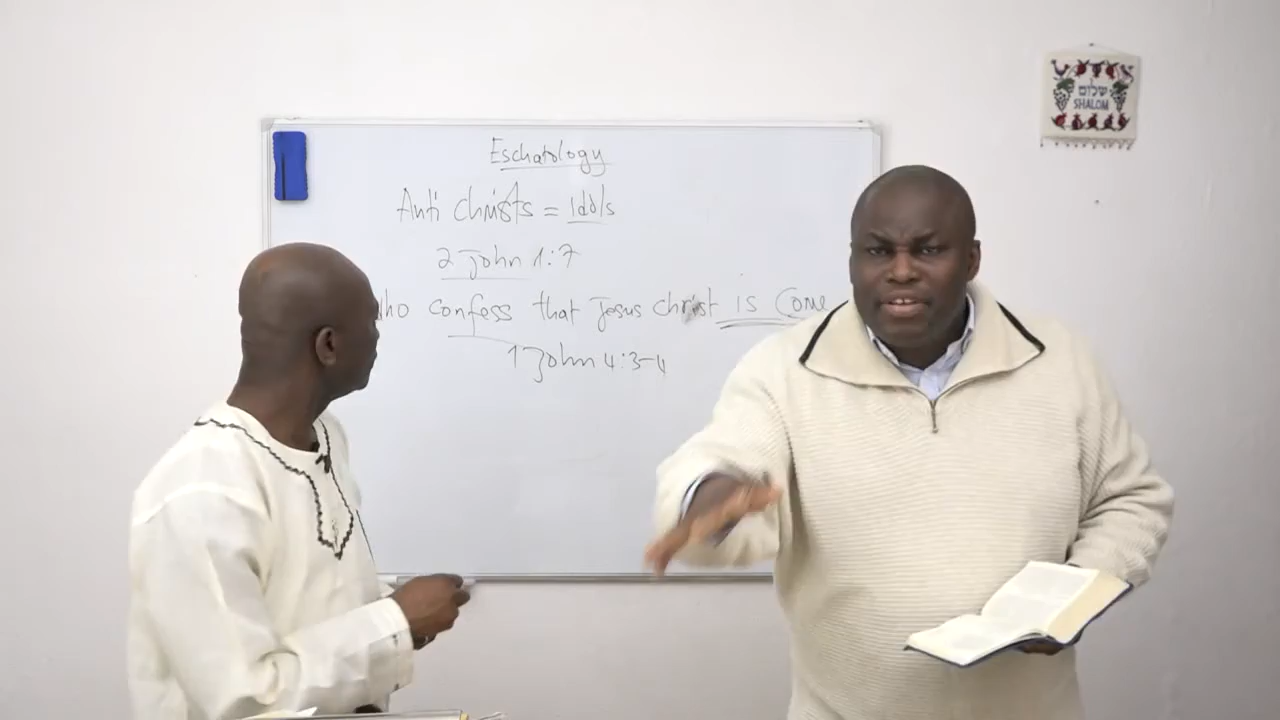 Eschatology
Anti christs = Idols
2 John 1:7
who confess that Jesus christ is Come
1 John 4:3-4
שלום
SHALOM